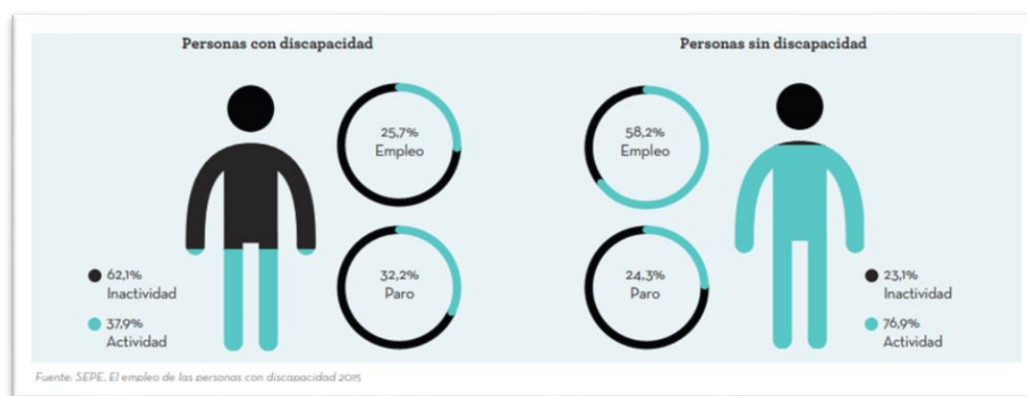 Personas con discapacidad
25,7%
Empleo
32,2%
Paro
62,1%
Inactividad
37,9%
Actividad
Personas sin discapacidad
58,2%
Empleo
24,3%
Paro
23,1%
Inactividad
76,9%
Actividad
Fuente: SEPE, El empleo de las personas con discapacidad 2015